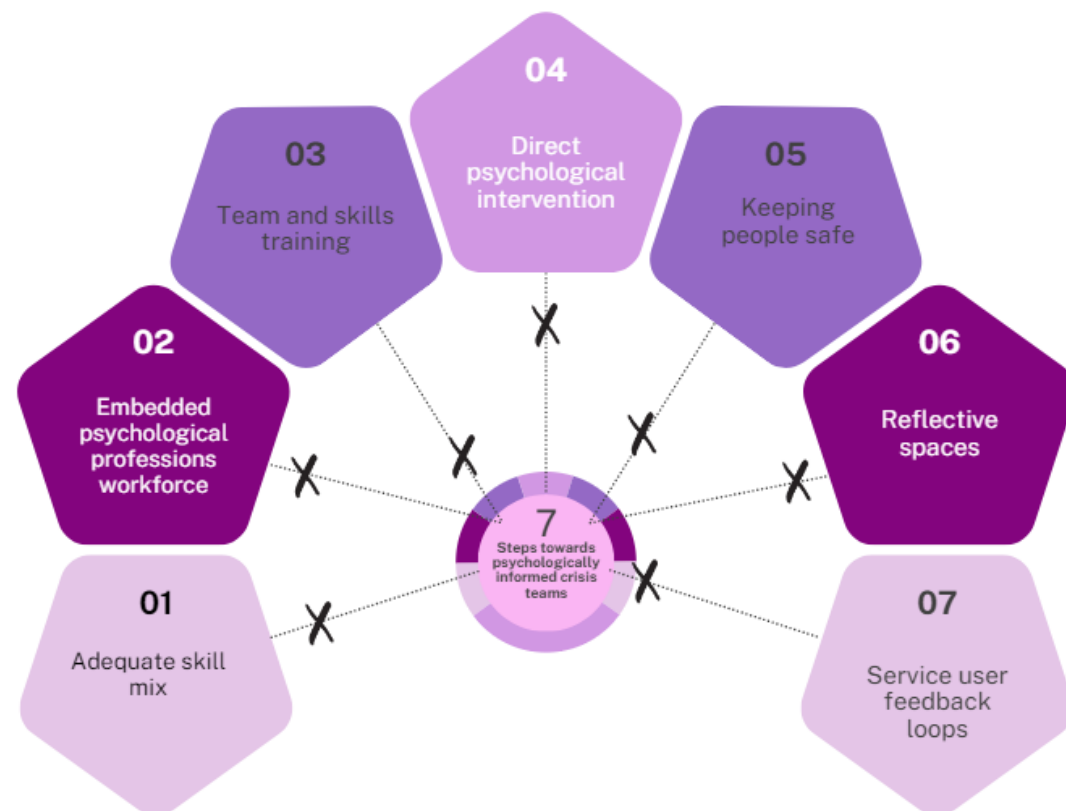 01
Adequate skill
mix
02
Embedded
psychological
professions
workforce
03
Team and skills
training
04
Direct
psychological
intervention
05
Keeping
people safe
06
Reflective
spaces
07
Service user
feedback
loops
7
Steps towards
psychologically
informed crisis
teams